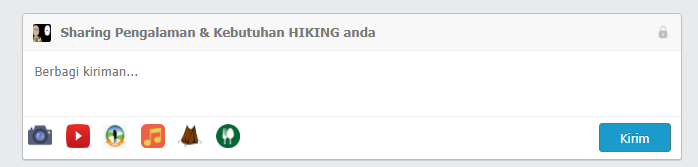 Sharing Pengalaman & Kebutuhan HIKING anda
Berbagi kiriman...
Kirim